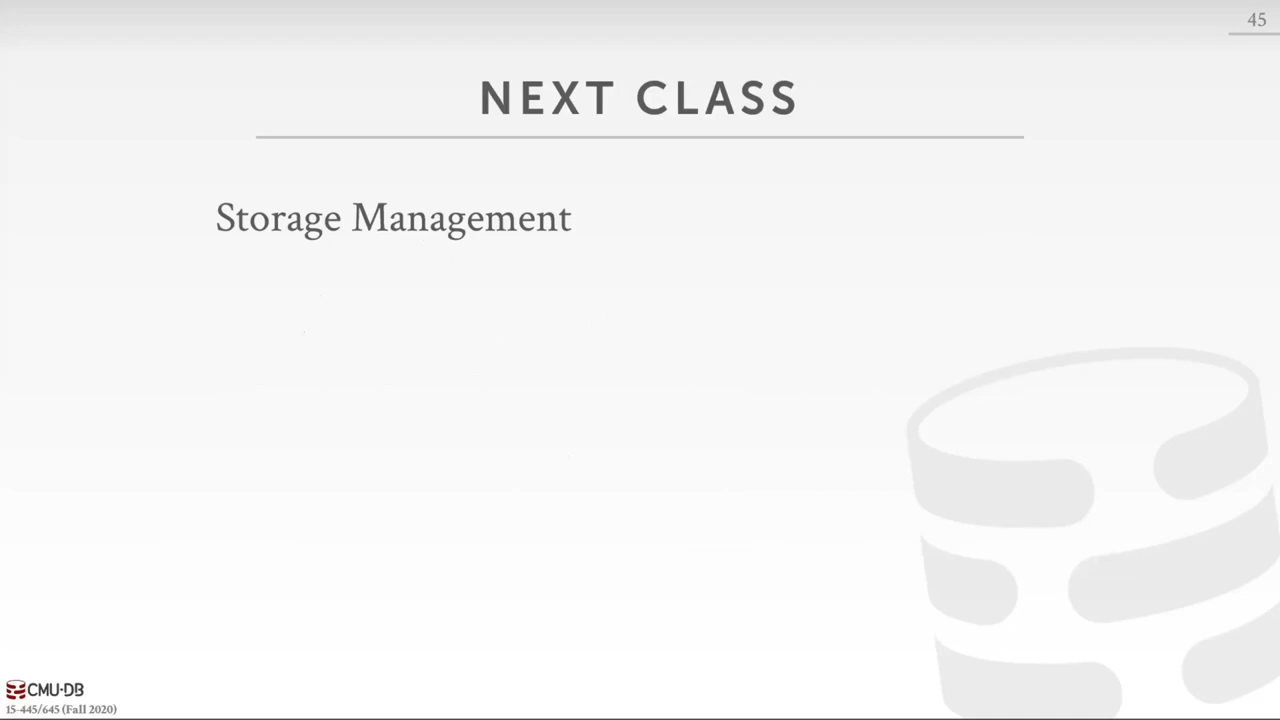 45
NEXT CLASS
Storage Management
CMU·DB
15-445/645 (Fall 2020)